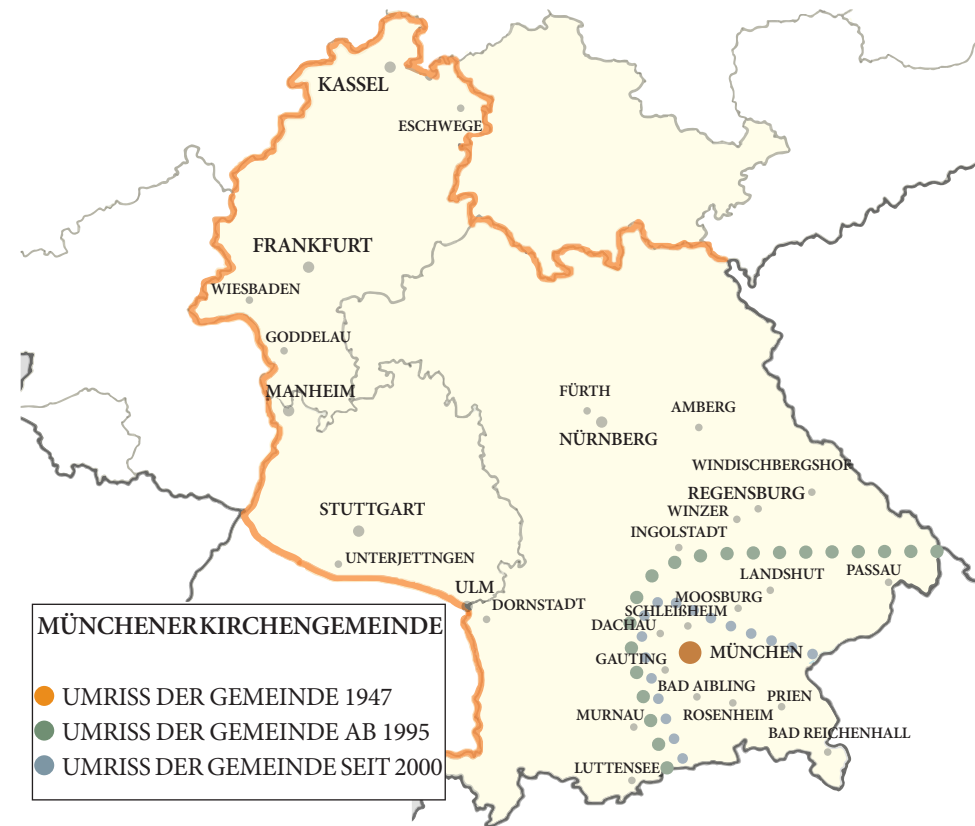 KASSEL
ESCHWEGE
FRANKFURT
WIESBADEN
GODDELAU
MANHEIM
FÜRTH
AMBERG
NÜRNBERG
WINDISCHBERGSHOF
REGENSBURG
STUTTGART
WINZER
INGOLSTADT
UNTERJETTNGEN
LANDSHUT
PASSAU
ULM
MOOSBURG
DORNSTADT
SCHLEIßHEIM
DACHAU
MÜNCHEN
GAUTING
BAD AIBLING
PRIEN
MURNAU
ROSENHEIM
BAD REICHENHALL
LUTTENSEE
MÜNCHENER KIRCHENGEMEINDE
UMRISS DER GEMEINDE 1947
UMRISS DER GEMEINDE AB 1995
UMRISS DER GEMEINDE SEIT 2000